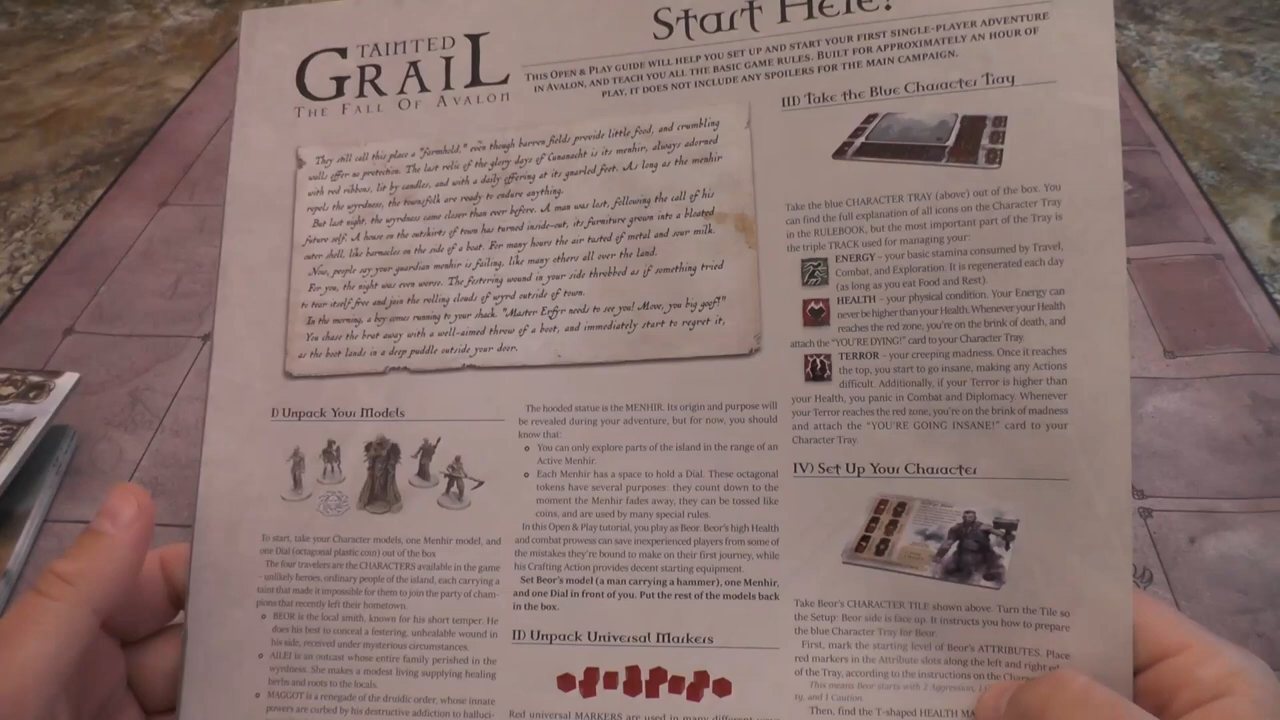 TAINTED
GRAIL
THE FALL OF AVALON
Start Here!
THIS OPEN & PLAY GUIDE WILL HELP YOU SET UP AND START YOUR FIRST SINGLE-PLAYER ADVENTURE
IN AVALON, AND TEACH YOU ALL THE BASIC GAME RULES. BUILT FOR APPROXIMATELY AN HOUR OF
PLAY, IT DOES NOT INCLUDE ANY SPOILERS FOR THE MAIN CAMPAIGN.
They still call this place a "farmhold," even though barren fields provide little food, and crumbling
walls offer no protection. The last relic of the glory days of Cunanacht is its menhir, always adorned
with red ribbons, lit by candles, and with a daily offering at its gnarled feet. As long as the menhir
repels the wyrdness, the townsfolk are ready to endure anything.
But last night, the wyrdness came closer than ever before. A man was lost, following the call of his
future self. A house on the outskirts of town has turned inside-out, its furniture grown into a bloated
outer shell, like barnacles on the side of a boat. For many hours the air tasted of metal and sour milk.
Now, people say your guardian menhir is failing, like many others all over the land.
For you, the night was even worse. The festering wound in your side throbbed as if something tried
to tear itself free and join the rolling clouds of wyrd outside of town.
In the morning, a boy comes running to your shack. "Master Erfyr needs to see you! Move, you big goof!"
You chase the brat away with a well-aimed throw of a boot, and immediately start to regret it,
as the boot lands in a deep puddle outside your door.
I) Unpack Your Models
To start, take your Character models, one Menhir model, and
one Dial (octagonal plastic coin) out of the box
The four travelers are the CHARACTERS available in the game
- unlikely heroes, ordinary people of the island, each carrying a
taint that made it impossible for them to join the party of cham-
pions that recently left their hometown.
o BEOR is the local smith, known for his short temper. He
does his best to conceal a festering, unhealable wound in
his side, received under mysterious circumstances.
o AILEI is an outcast whose entire family perished in the
wyrdness. She makes a modest living supplying healing
herbs and roots to the locals.
o MAGGOT is a renegade of the druidic order, whose innate
powers are curbed by his destructive addiction to halluci-
The hooded statue is the MENHIR. Its origin and purpose will
be revealed during your adventure, but for now, you should
know that:
o You can only explore parts of the island in the range of an
Active Menhir.
o Each Menhir has a space to hold a Dial. These octagonal
tokens have several purposes: they count down to the
moment the Menhir fades away, they can be tossed like
coins, and are used by many special rules.
In this Open & Play tutorial, you play as Beor. Beor's high Health
and combat prowess can save inexperienced players from some of
the mistakes they're bound to make on their first journey, while
his Crafting Action provides decent starting equipment.
Set Beor's model (a man carrying a hammer), one Menhir,
and one Dial in front of you. Put the rest of the models back
in the box.
II) Unpack Universal Markers
Red universal MARKERS are used in many different
III) Take the Blue Character Tray
Take the blue CHARACTER TRAY (above) out of the box. You
can find the full explanation of all icons on the Character Tray
in the RULEBOOK, but the most important part of the Tray is
the triple TRACK used for managing your:
ENERGY - your basic stamina consumed by Travel,
Combat, and Exploration. It is regenerated each day
(as long as you eat Food and Rest).
HEALTH - your physical condition. Your Energy can
never be higher than your Health. Whenever your Health
reaches the red zone, you're on the brink of death, and
attach the "YOU'RE DYING!" card to your Character Tray
TERROR - your creeping madness. Once it reaches
the top, you start to go insane, making any Actions
difficult. Additionally, if your Terror is higher than
your Health, you panic in Combat and Diplomacy. Whenever
your Terror reaches the red zone, you're on the brink of madness
and attach the "YOU'RE GOING INSANE!" card to your
Character Tray.
IV) Set Up Your Character
Take Beor's CHARACTER TILE shown above. Turn the Tile so
the Setup: Beor side is face up. It instructs you how to prepare
the blue Character Tray for Beor.
First, mark the starting level of Beor's ATTRIBUTES. Place
red markers in the Attribute slots along the left and right
of the Tray, according to the instructions on the
This means Beor starts with 2 Aggression,
ty, and 1 Caution.
Then, find the T-shaped HEALTH